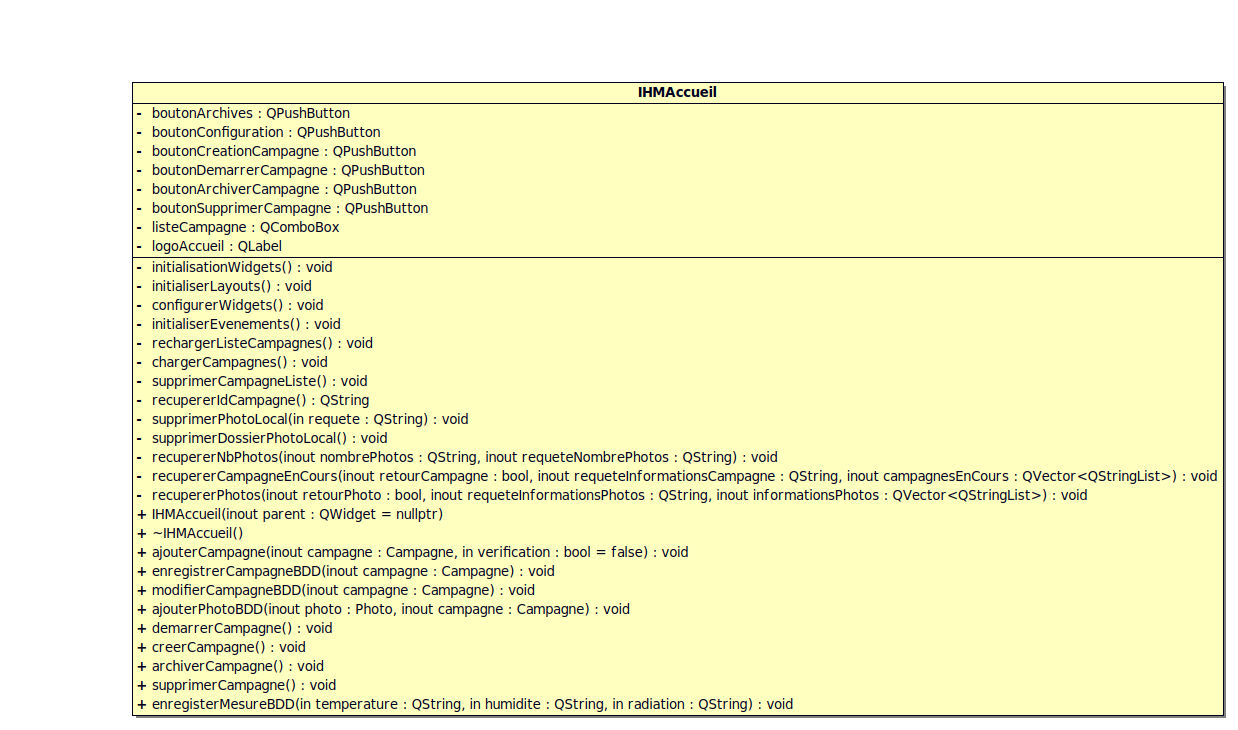 IHMAccueil
- boutonArchives : QPushButton
- boutonConfiguration : QPushButton
- boutonCreationCampagne : QPushButton
- boutonDemarrerCampagne : QPushButton
- boutonArchiverCampagne : QPushButton
- boutonSupprimerCampagne : QPushButton
- listeCampagne : QComboBox
- logoAccueil : QLabel
- initialisationWidgets() : void
- initialiserLayouts() : void
- configurerWidgets() : void
- initialiserEvenements() : void
- rechargerListeCampagnes() : void
- chargerCampagnes() : void
- supprimerCampagneListe() : void
- recupererIdCampagne() : QString
- supprimerPhotoLocal(in requete : QString) : void
- supprimerDossierPhotoLocal() : void
- recupererNbPhotos(inout nombrePhotos : QString, inout requeteNombrePhotos : QString) : void
- recupererCampagneEnCours(inout retourCampagne : bool, inout requeteInformationsCampagne : QString, inout campagnesEnCours : QVector<QStringList>) : void
- recupererPhotos(inout retourPhoto : bool, inout requeteInformationsPhotos : QString, inout informationsPhotos : QVector<QStringList>) : void
+ IHMAccueil(inout parent : QWidget = nullptr)
+ ~IHMAccueil()
+ ajouterCampagne(inout campagne : Campagne, in verification : bool = false) : void
+ enregistrerCampagneBDD(inout campagne : Campagne) : void
+ modifierCampagneBDD(inout campagne : Campagne) : void
+ ajouterPhotoBDD(inout photo : Photo, inout campagne : Campagne) : void
+ demarrerCampagne() : void
+ creerCampagne() : void
+ archiverCampagne() : void
+ supprimerCampagne() : void
+ enregisterMesureBDD(in temperature : QString, in humidite : QString, in radiation : QString) : void